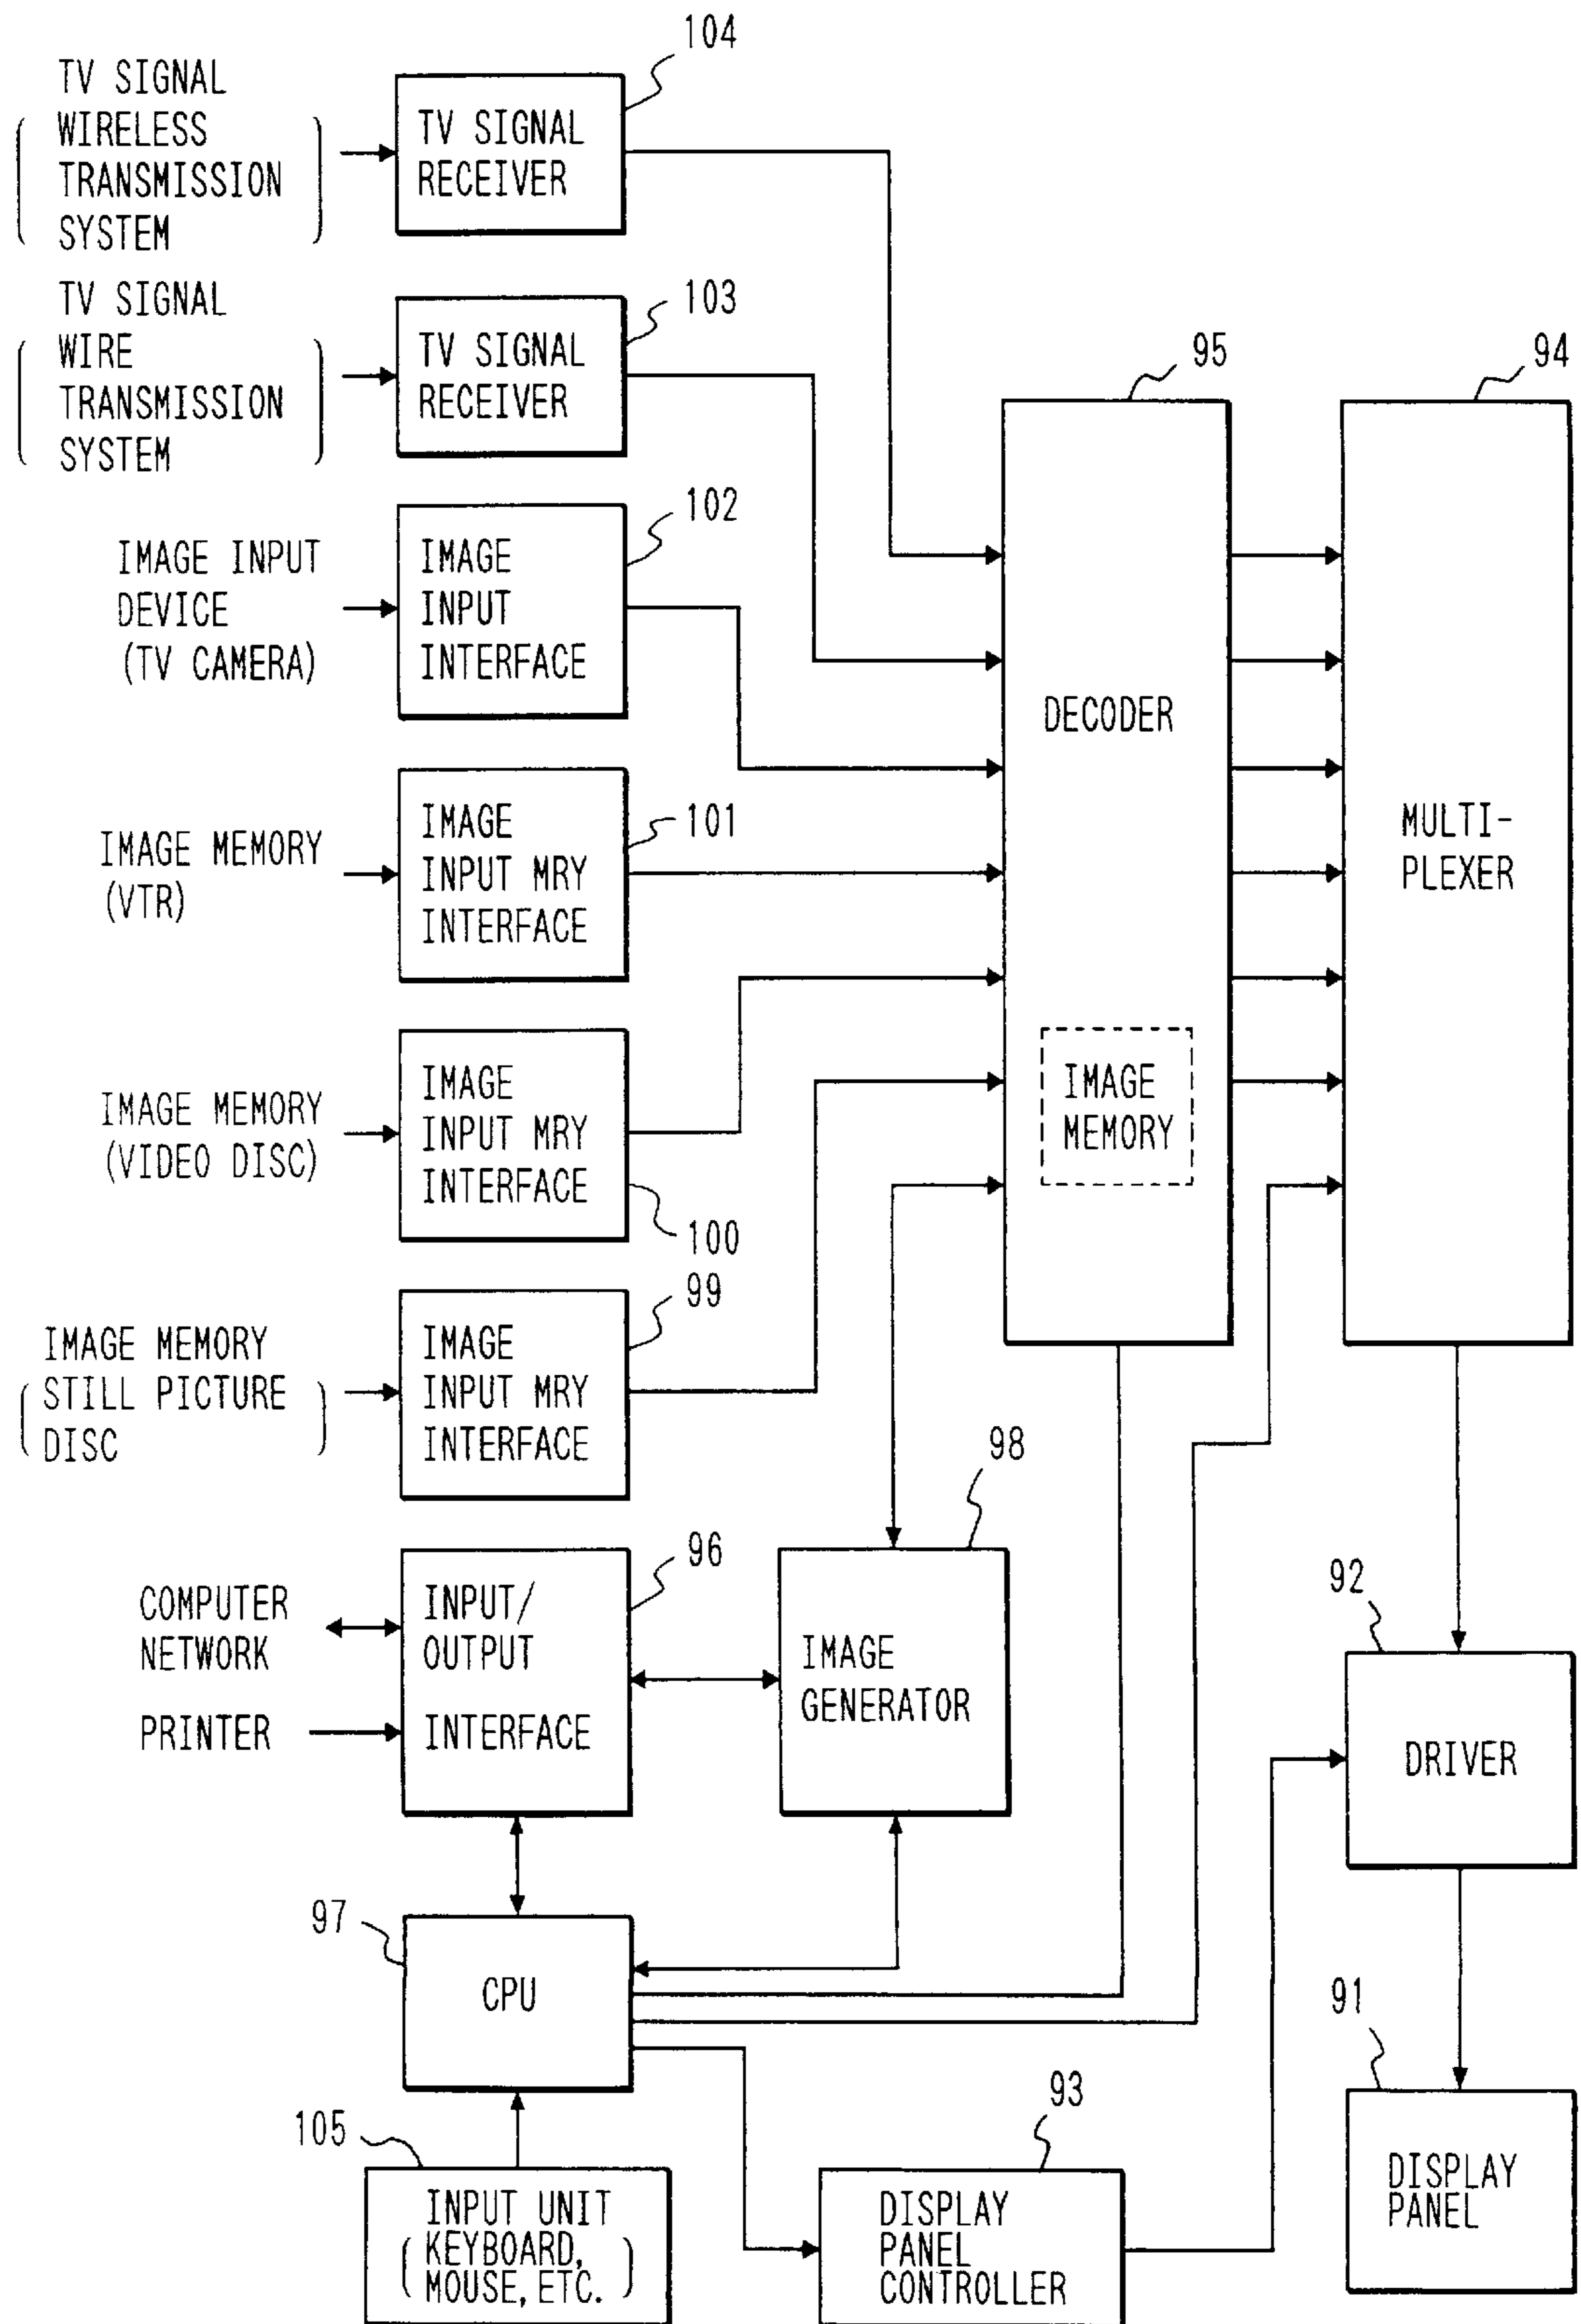 104
TV SIGNAL
WIRELESS
TRANSMISSION
SYSTEM
TV SIGNAL
RECEIVER
103
TV SIGNAL
WIRE
TRANSMISSION
SYSTEM
TV SIGNAL
RECEIVER
95
94
102
IMAGE INPUT
DEVICE
(TV CAMERA)
IMAGE
INPUT
INTERFACE
DECODER
MULTI-
PLEXER
101
IMAGE MEMORY
(VTR)
IMAGE
INPUT MRY
INTERFACE
IMAGE MEMORY
(VIDEO DISC)
IMAGE
INPUT MRY
INTERFACE
100
IMAGE
MEMORY
99
IMAGE MEMORY
(STILL PICTURE
DISC)
IMAGE
INPUT MRY
INTERFACE
98
96
COMPUTER
NETWORK
PRINTER
INPUT/
OUTPUT
INTERFACE
IMAGE
GENERATOR
92
DRIVER
97
CPU
91
DISPLAY
PANEL
105
INPUT UNIT
(KEYBOARD,
MOUSE, ETC.)
93
DISPLAY
PANEL
CONTROLLER